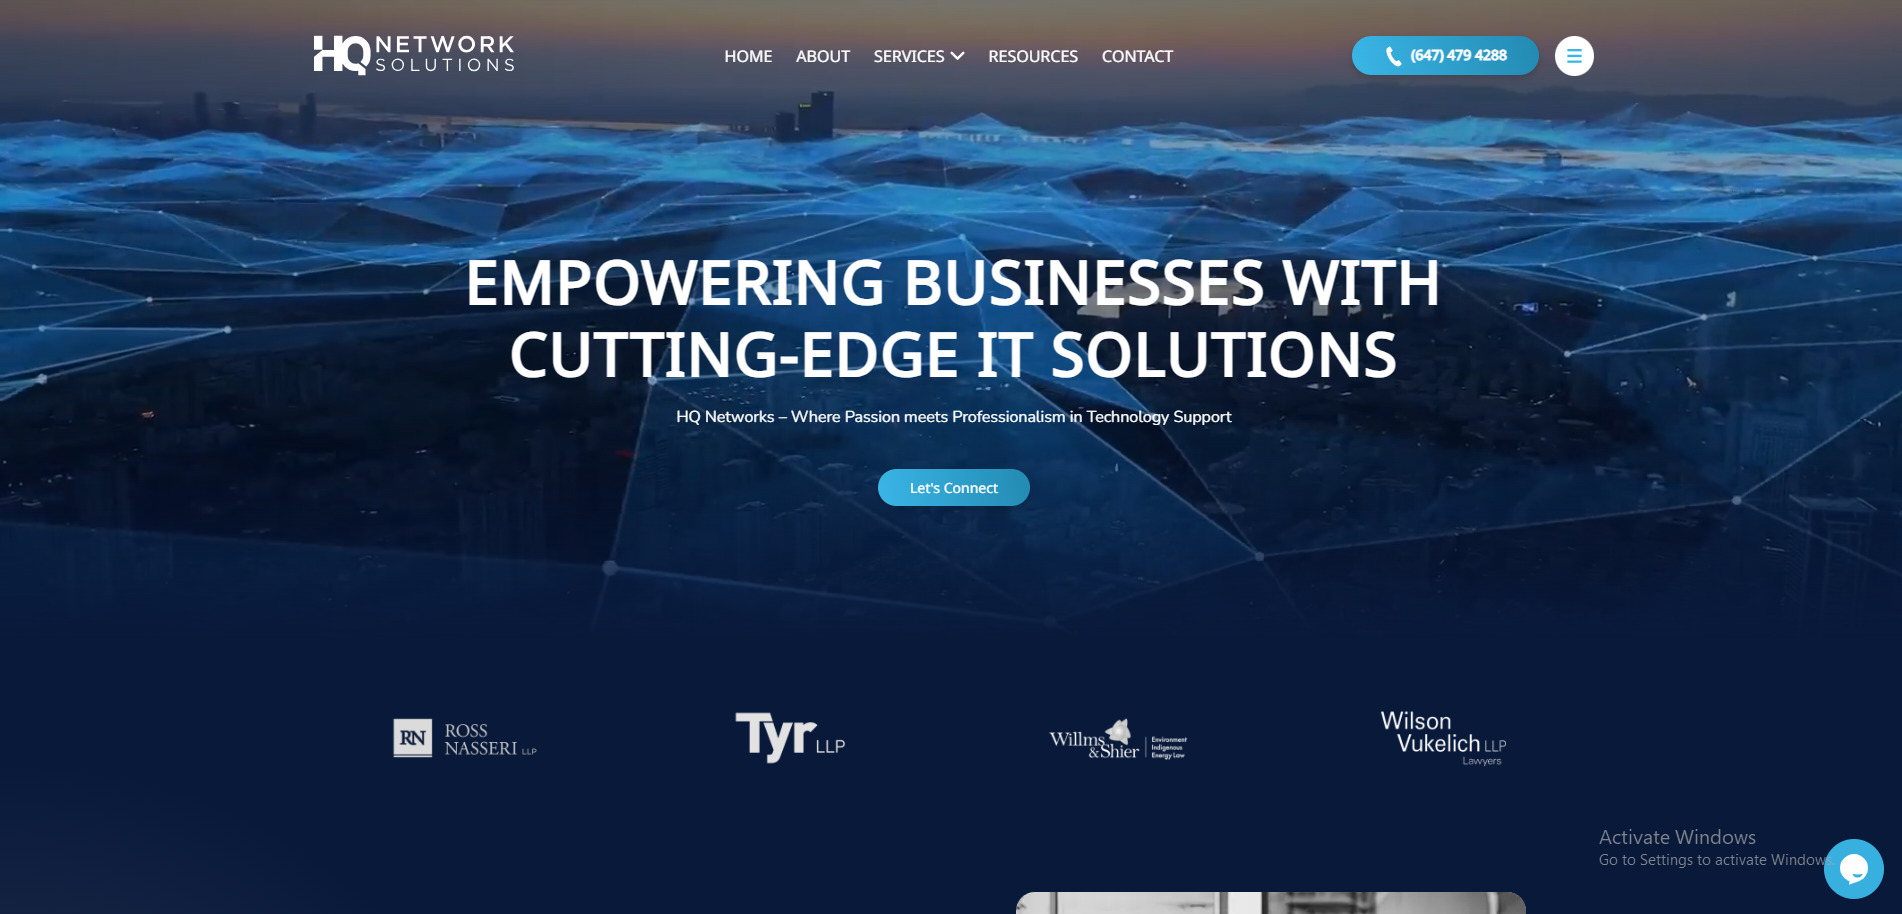 HQ NETWORK
SOLUTIONS
HOME ABOUT SERVICES RESOURCES CONTACT
(647) 479 4288
EMPOWERING BUSINESSES WITH
CUTTING-EDGE IT SOLUTIONS
HQ Networks – Where Passion meets Professionalism in Technology Support
Let's Connect
RN ROSS
NASSERI LLP
Tyr LLP
Willms
&Shier
Environment
Indigenous
Energy Law
Wilson
Vukelich LLP
Lawyers
Activate Windows
Go to Settings to activate Windows.